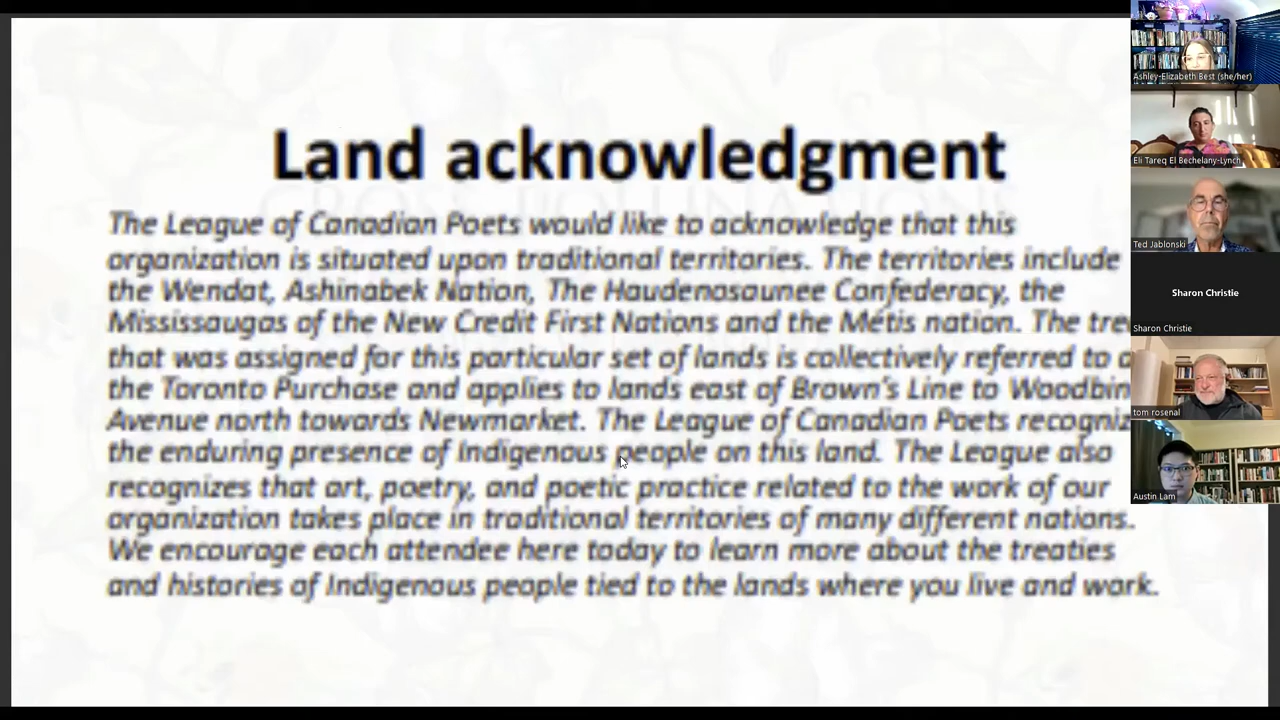 Land acknowledgment
The League of Canadian Poets would like to acknowledge that this
organization is situated upon traditional territories. The territories include
the Wendat, Ashinabek Nation, The Haudenosaunee Confederacy, the
Mississaugas of the New Credit First Nations and the Métis nation. The
that was assigned for this particular set of lands is collectively referred to
the Toronto Purchase and applies to lands east of Brown's Line to
Avenue north towards Newmarket. The League of Canadian Poets
the enduring presence of Indigenous people on this land. The League also
recognizes that art, poetry, and poetic practice related to the work of our
organization takes place in traditional territories of many different nations.
We encourage each attendee here today to learn more about the treaties
and histories of Indigenous people tied to the lands where you live and work.
Ashley-Elizabeth Best (she/her)
Eli Tareq El Bechelany-Lynch
Ted Jablonski
Sharon Christie
Sharon Christie
tom rosenal
Austin Lam